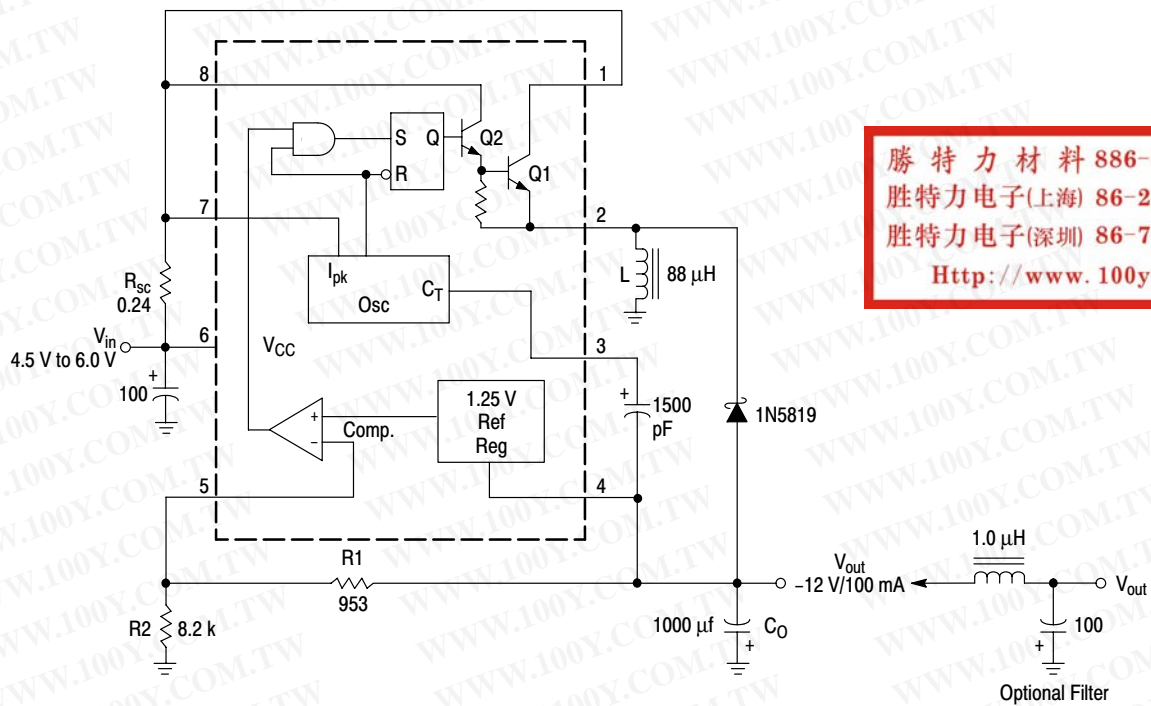 8
1
S
Q
Q2
R
Q1
7
2
Ipk
CT
Osc
L
88 μH
Rsc
0.24
Vin
4.5 V to 6.0 V
6
VCC
3
100
+
1.25 V
Ref
Reg
+
−
Comp.
+
1500
pF
1N5819
5
4
R1
953
R2
8.2 k
Vout
−12 V/100 mA
1.0 μH
Vout
1000 μf
CO
+
100
+
Optional Filter
勝 特 力 材 料 886-
胜特力电子(上海) 86-2
胜特力电子(深圳) 86-7
Http://www. 100y
WWW.100Y.COM.TW